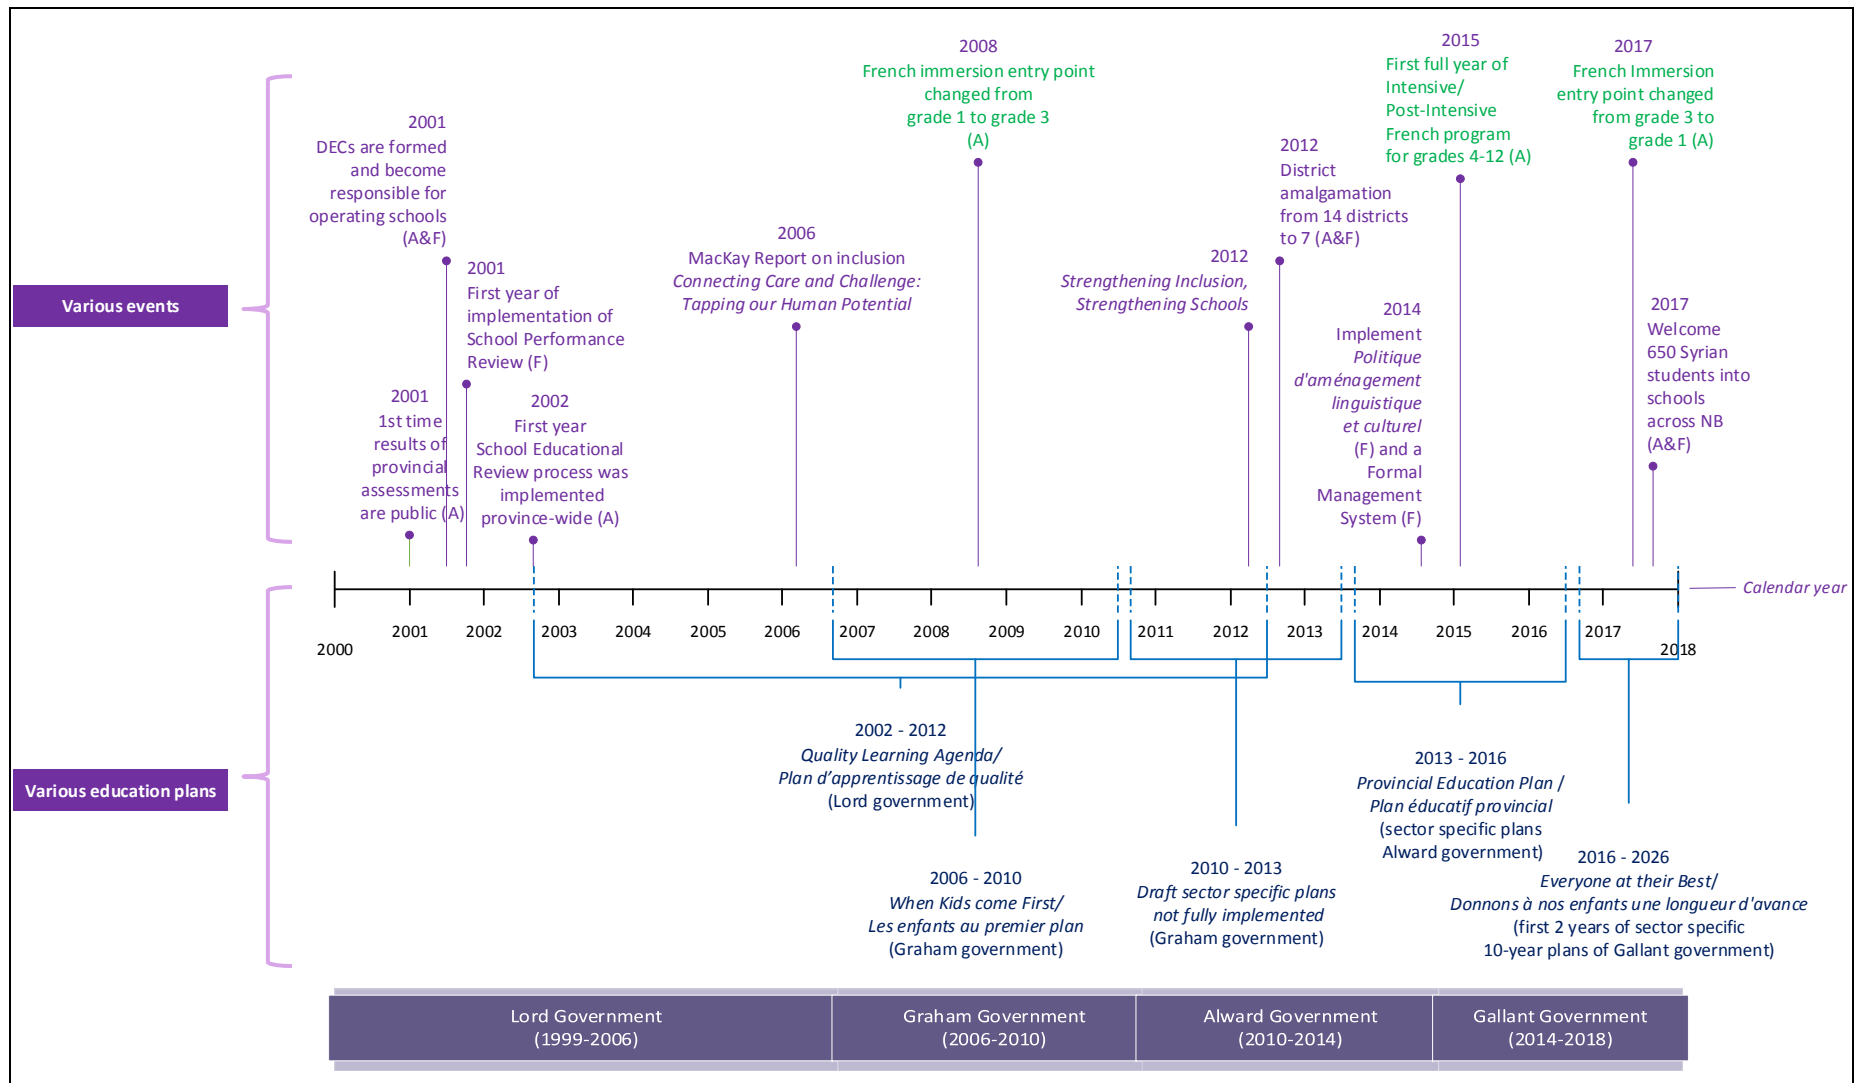 Various events
2001
DECs are formed
and become
responsible for
operating schools
(A&F)
2001
First year of
implementation of
School Performance
Review (F)
2001
1st time
results of
provincial
assessments
are public (A)
2002
First year
School Educational
Review process was
implemented
province-wide (A)
2006
MacKay Report on inclusion
Connecting Care and Challenge:
Tapping our Human Potential
2008
French immersion entry point
changed from
grade 1 to grade 3
(A)
2012
Strengthening Inclusion,
Strengthening Schools
2012
District
amalgamation
from 14 districts
to 7 (A&F)
2014
Implement
Politique
d'aménagement
linguistique
et culturel
(F) and a
Formal
Management
System (F)
2015
First full year of
Intensive/
Post-Intensive
French program
for grades 4-12 (A)
2017
French Immersion
entry point changed
from grade 3 to
grade 1 (A)
2017
Welcome
650 Syrian
students into
schools
across NB
(A&F)
Calendar year
2000
2001
2002
2003
2004
2005
2006
2007
2008
2009
2010
2011
2012
2013
2014
2015
2016
2017
2018
Various education plans
2002 - 2012
Quality Learning Agenda/
Plan d’apprentissage de qualité
(Lord government)
2006 - 2010
When Kids come First/
Les enfants au premier plan
(Graham government)
2010 - 2013
Draft sector specific plans
not fully implemented
(Graham government)
2013 - 2016
Provincial Education Plan /
Plan éducatif provincial
(sector specific plans
Alward government)
2016 - 2026
Everyone at their Best/
Donnons à nos enfants une longueur d'avance
(first 2 years of sector specific
10-year plans of Gallant government)
Lord Government
(1999-2006)
Graham Government
(2006-2010)
Alward Government
(2010-2014)
Gallant Government
(2014-2018)